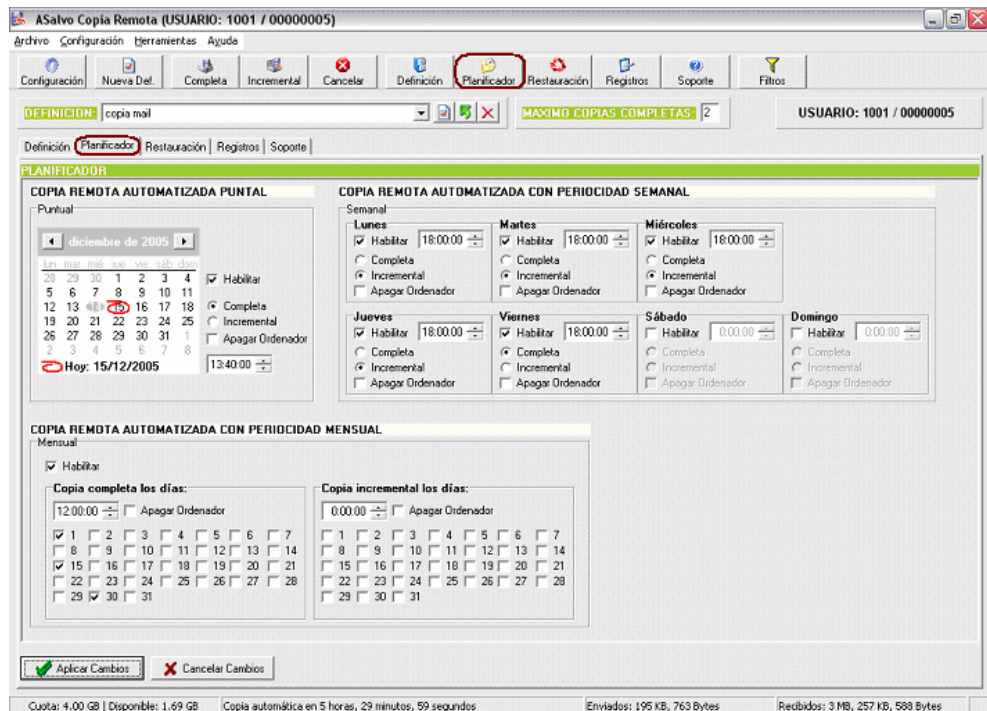 ASalvo Copia Remota (USUARIO: 1001 / 00000005)
Archivo Configuración Herramientas Ayuda
Configuración Nueva Def. Completa Incremental Cancelar Definición Planificador Restauración Registros Soporte Filtros
DEFINICION: copia mail MAXIMO COPIAS COMPLETAS: 2 USUARIO: 1001 / 00000005
Definición Planificador Restauración Registros Soporte
PLANIFICADOR
COPIA REMOTA AUTOMATIZADA PUNTAL
Puntual
diciembre de 2005
lun mar mié jue vie sáb dom
28 29 30 1 2 3 4
5 6 7 8 9 10 11
12 13 14 15 16 17 18
19 20 21 22 23 24 25
26 27 28 29 30 31 1
2 3 4 5 6 7 8
Hoy: 15/12/2005
Habilitar
Completa
Incremental
Apagar Ordenador
13:40:00
COPIA REMOTA AUTOMATIZADA CON PERIOCIDAD SEMANAL
Semanal
Lunes Martes Miércoles
Habilitar 18:00:00 Habilitar 18:00:00 Habilitar 18:00:00
Completa Completa Completa
Incremental Incremental Incremental
Apagar Ordenador Apagar Ordenador Apagar Ordenador
Jueves Viernes Sábado Domingo
Habilitar 18:00:00 Habilitar 18:00:00 Habilitar 0:00:00 Habilitar 0:00:00
Completa Completa Completa Completa
Incremental Incremental Incremental Incremental
Apagar Ordenador Apagar Ordenador Apagar Ordenador Apagar Ordenador
COPIA REMOTA AUTOMATIZADA CON PERIOCIDAD MENSUAL
Mensual
Habilitar
Copia completa los días:
12:00:00 Apagar Ordenador
1 2 3 4 5 6 7
8 9 10 11 12 13 14
15 16 17 18 19 20 21
22 23 24 25 26 27 28
29 30 31
Copia incremental los días:
0:00:00 Apagar Ordenador
1 2 3 4 5 6 7
8 9 10 11 12 13 14
15 16 17 18 19 20 21
22 23 24 25 26 27 28
29 30 31
Aplicar Cambios Cancelar Cambios
Cuota: 4.00 GB | Disponible: 1.69 GB Copia automática en 5 horas, 29 minutos, 59 segundos Enviados: 195 KB, 763 Bytes Recibidos: 3 MB, 257 KB, 588 Bytes